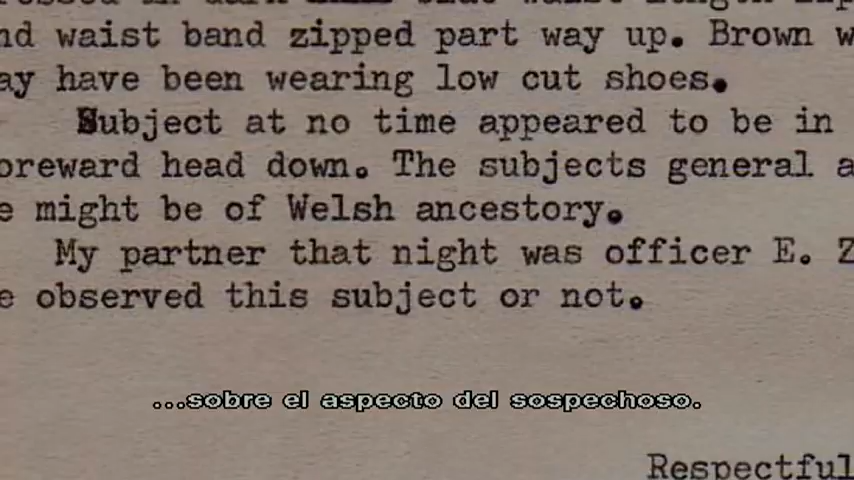 waist
nd waist band zipped part way up. Brown w
ay have been wearing low cut shoes.
Subject at no time appeared to be in
oreward head down. The subjects general a
e might be of Welsh ancestory.
My partner that night was officer E. Z
e observed this subject or not.
...sobre el aspecto del sospechoso.
Respectful